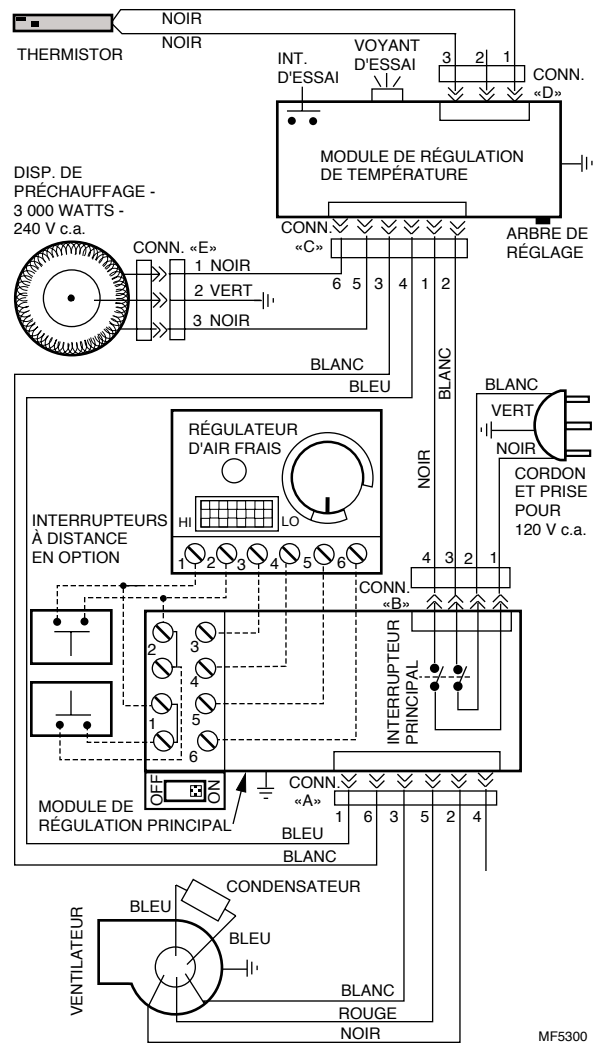 NOIR
NOIR
THERMISTOR
INT.
D'ESSAI
VOYANT
D'ESSAI
3 2 1
CONN.
«D»
MODULE DE RÉGULATION
DE TEMPÉRATURE
DISP. DE
PRÉCHAUFFAGE -
3 000 WATTS -
240 V c.a.
CONN. «E»
CONN.
«C»
ARBRE DE
RÉGLAGE
1 NOIR
2 VERT
3 NOIR
6 5 3 4 1 2
BLANC
BLEU
BLANC
NOIR
BLANC
VERT
NOIR
CORDON
ET PRISE
POUR
120 V c.a.
RÉGULATEUR
D'AIR FRAIS
HI
LO
1 2 3 4 5 6
INTERRUPTEURS
À DISTANCE
EN OPTION
4 3 2 1
CONN.
«B»
2
3
4
1
5
6
INTERRUPTEUR
PRINCIPAL
OFF
ON
MODULE DE
RÉGULATION PRINCIPAL
CONN.
«A»
1 6 3 5 2 4
BLEU
BLANC
CONDENSATEUR
BLEU
BLEU
VENTILATEUR
BLANC
ROUGE
NOIR
MF5300